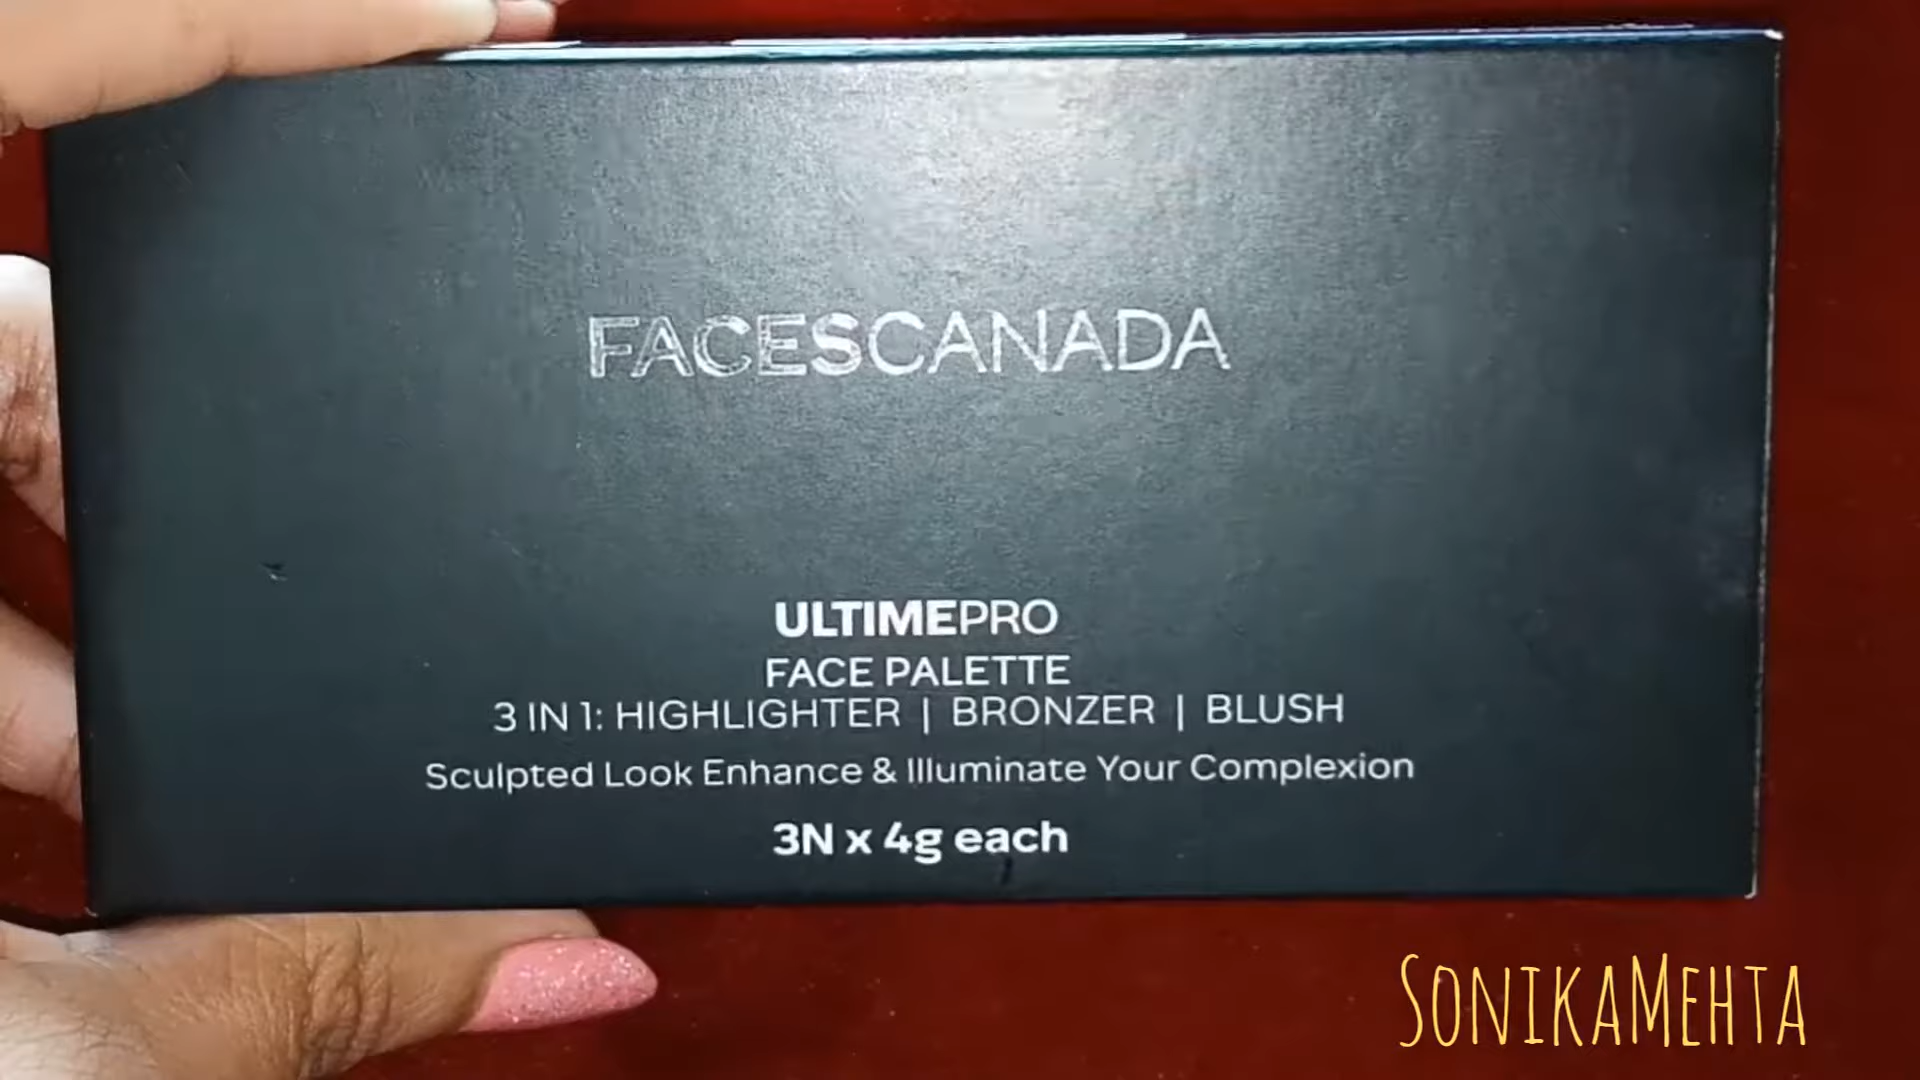 FACESCANADA
ULTIMEPRO
FACE PALETTE
3 IN 1: HIGHLIGHTER | BRONZER | BLUSH
Sculpted Look Enhance & Illuminate Your Complexion
3N x 4g each
SONIKAMEHTA